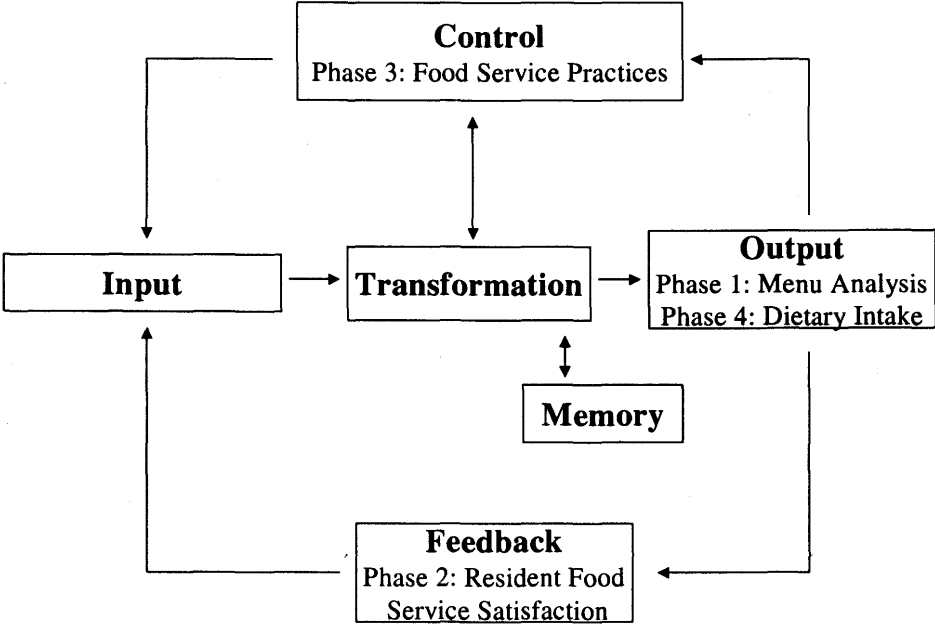 Control
Phase 3: Food Service Practices
Input
Transformation
Output
Phase 1: Menu Analysis
Phase 4: Dietary Intake
Memory
Feedback
Phase 2: Resident Food
Service Satisfaction